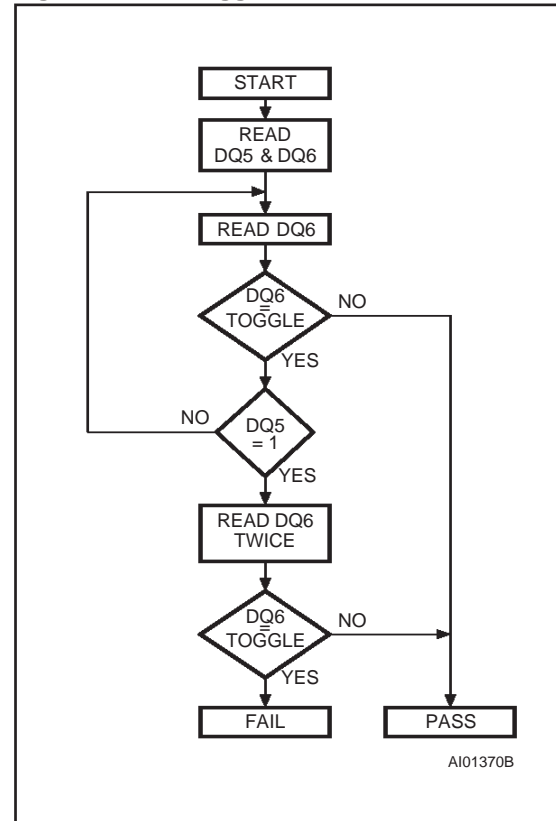 START
READ
DQ5 & DQ6
READ DQ6
DQ6
=
TOGGLE
NO
YES
NO
DQ5
= 1
YES
READ DQ6
TWICE
DQ6
=
TOGGLE
NO
YES
FAIL
PASS
AI01370B